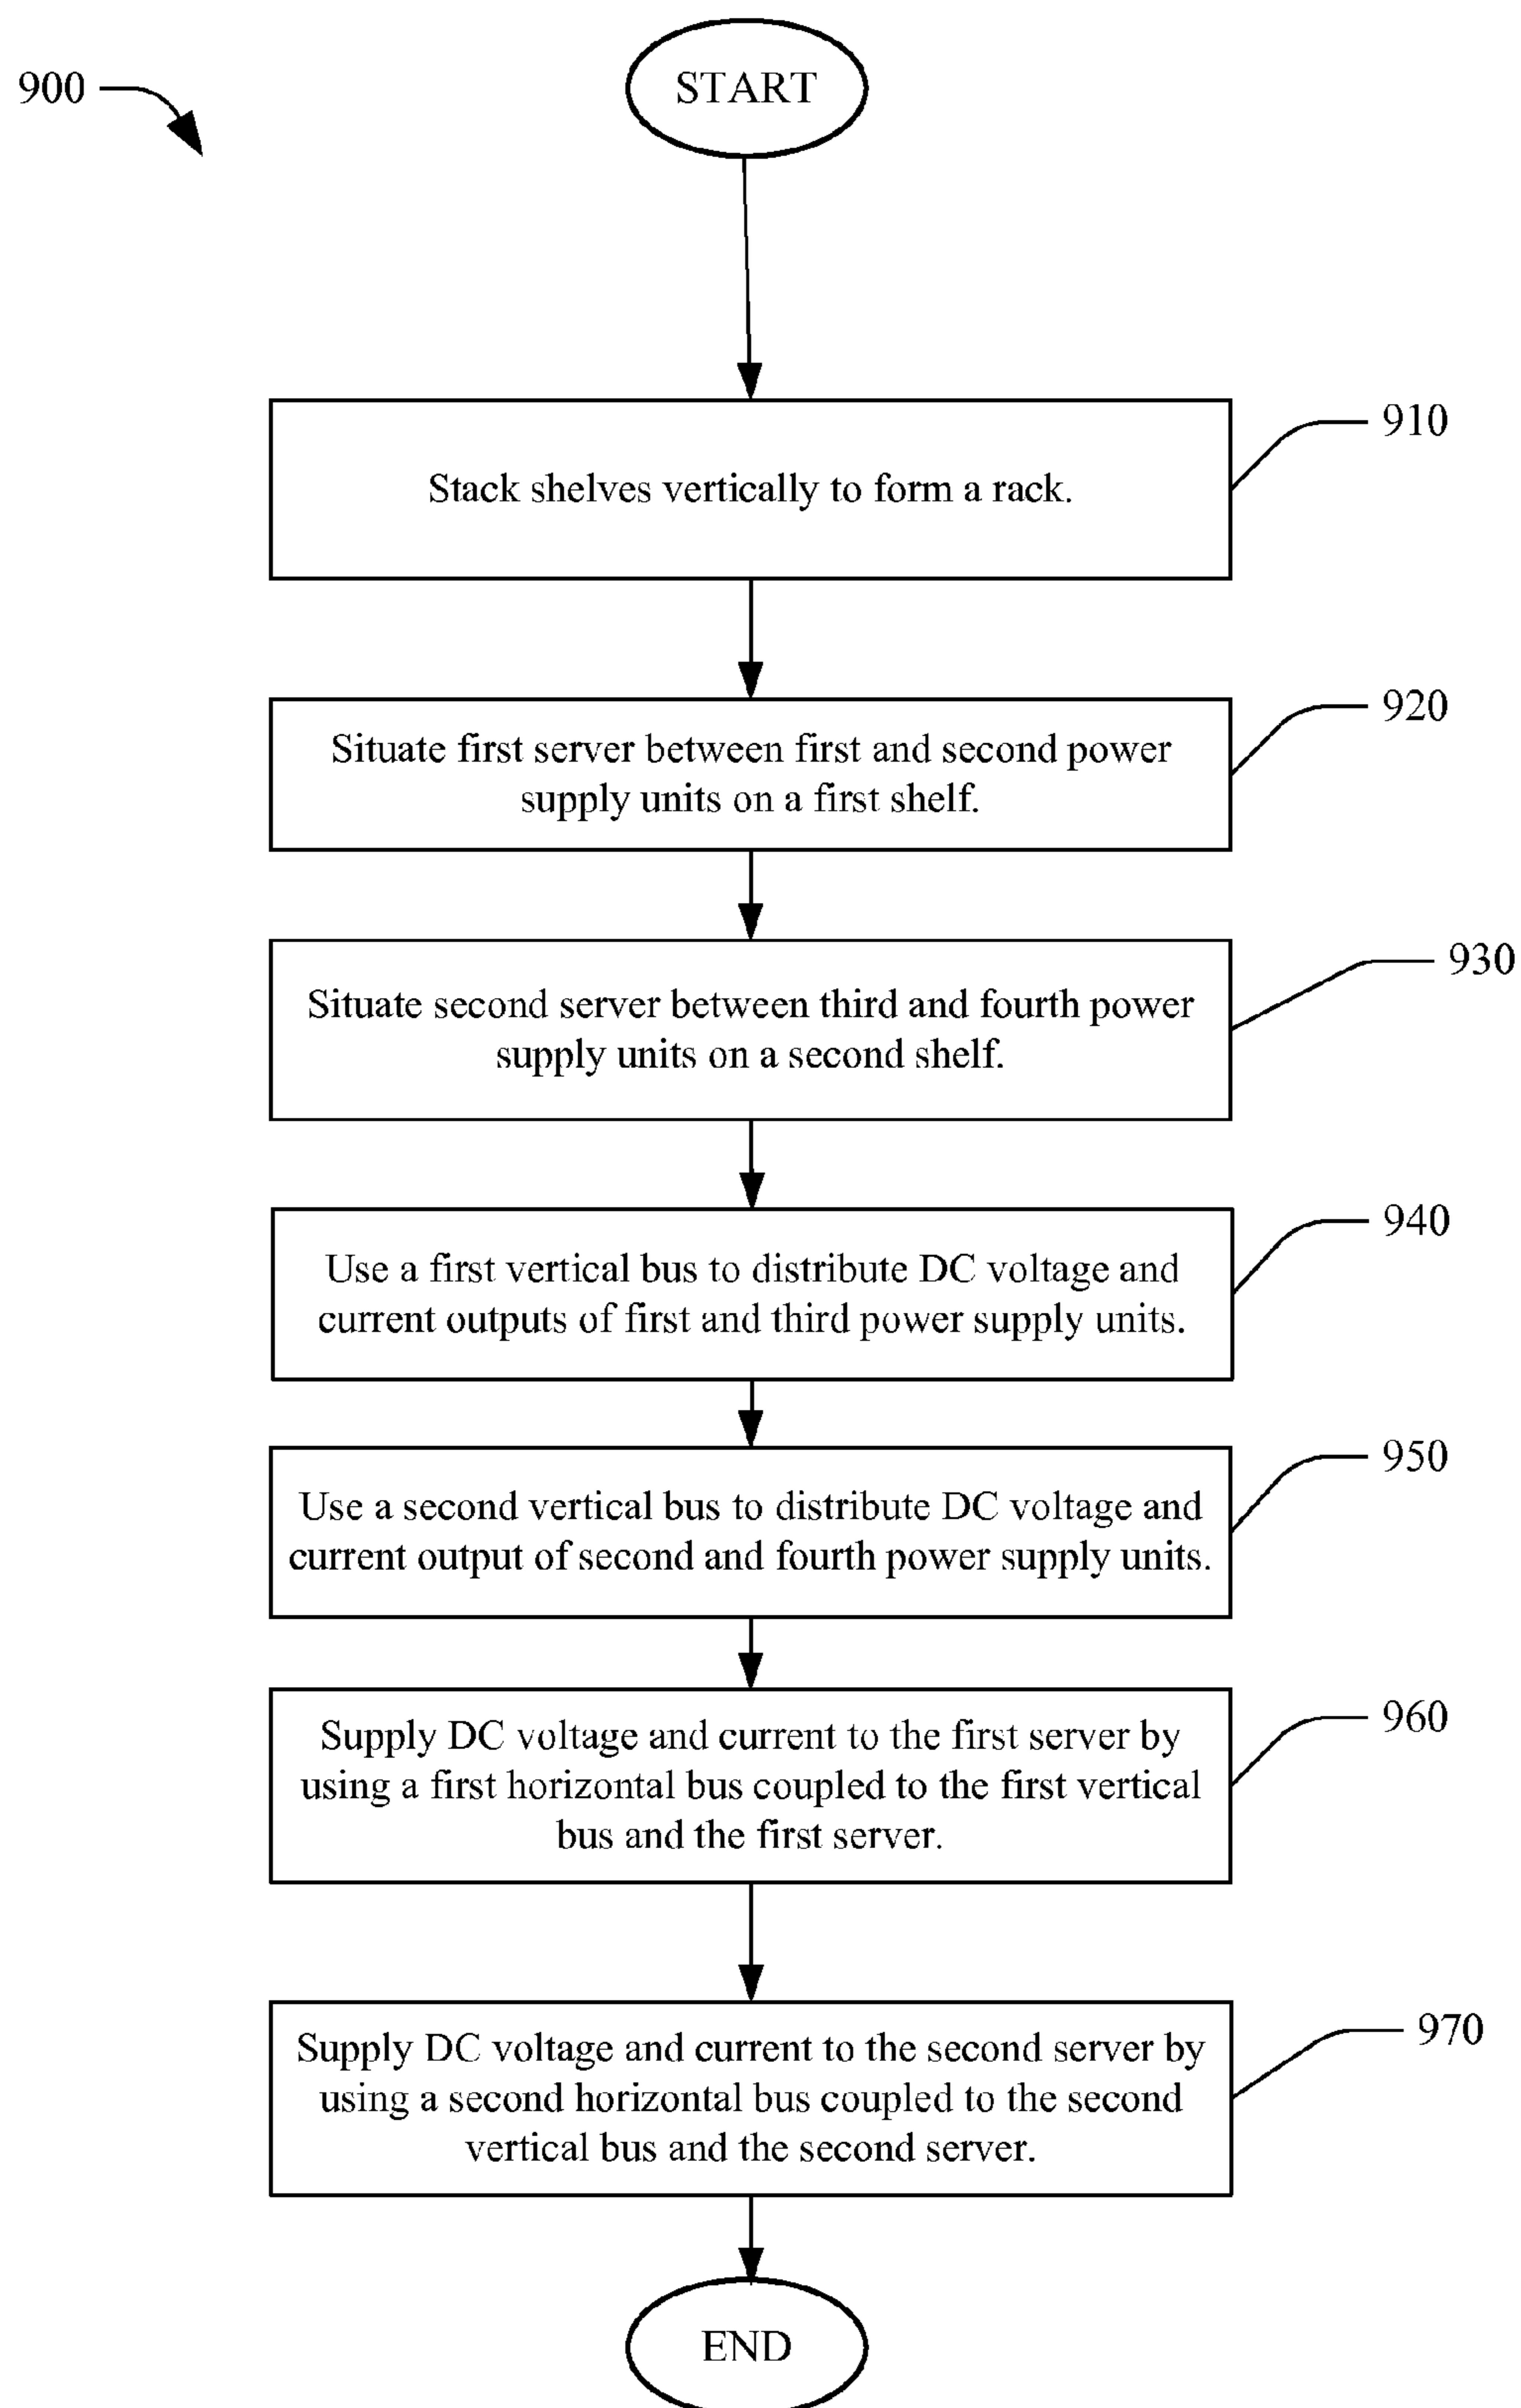 900
START
910
Stack shelves vertically to form a rack.
920
Situate first server between first and second power
supply units on a first shelf.
930
Situate second server between third and fourth power
supply units on a second shelf.
940
Use a first vertical bus to distribute DC voltage and
current outputs of first and third power supply units.
950
Use a second vertical bus to distribute DC voltage and
current output of second and fourth power supply units.
960
Supply DC voltage and current to the first server by
using a first horizontal bus coupled to the first vertical
bus and the first server.
970
Supply DC voltage and current to the second server by
using a second horizontal bus coupled to the second
vertical bus and the second server.
END